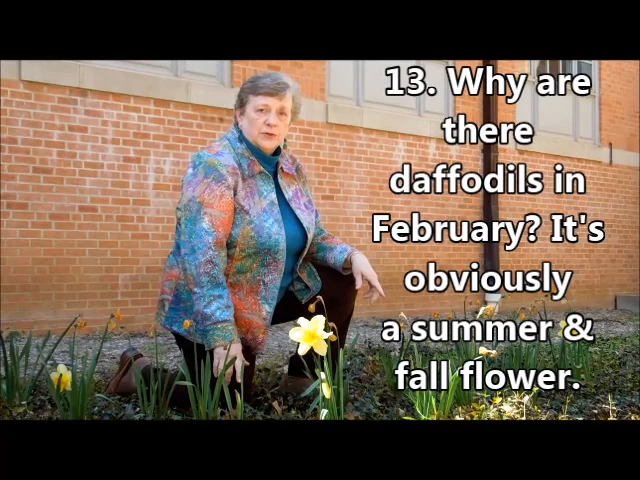 13. Why are
there
daffodils in
February? It's
obviously
a summer &
fall flower.